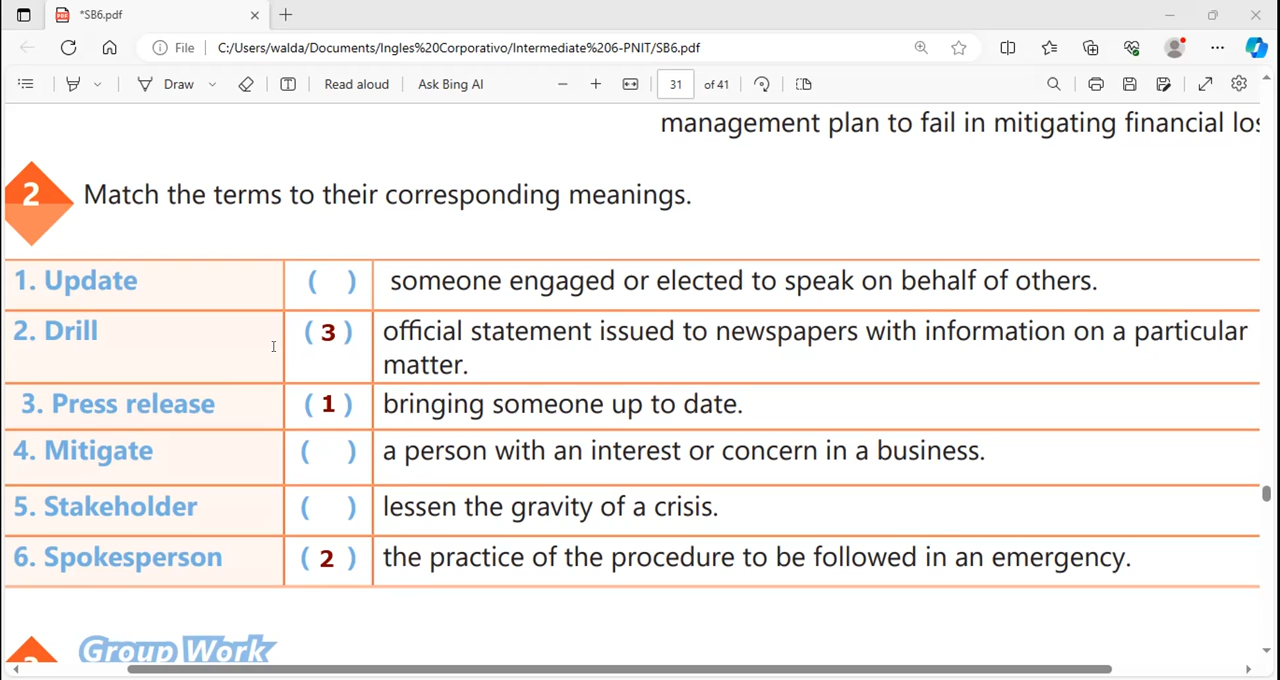 *SB6.pdf
File C:/Users/walda/Documents/Ingles%20Corporativo/Intermediate%206-PNIT/SB6.pdf
Draw Read aloud Ask Bing AI 31 of 41
management plan to fail in mitigating financial los
2 Match the terms to their corresponding meanings.
1. Update ( ) someone engaged or elected to speak on behalf of others.
2. Drill ( 3 ) official statement issued to newspapers with information on a particular
matter.
3. Press release ( 1 ) bringing someone up to date.
4. Mitigate ( ) a person with an interest or concern in a business.
5. Stakeholder ( ) lessen the gravity of a crisis.
6. Spokesperson ( 2 ) the practice of the procedure to be followed in an emergency.
Group Work